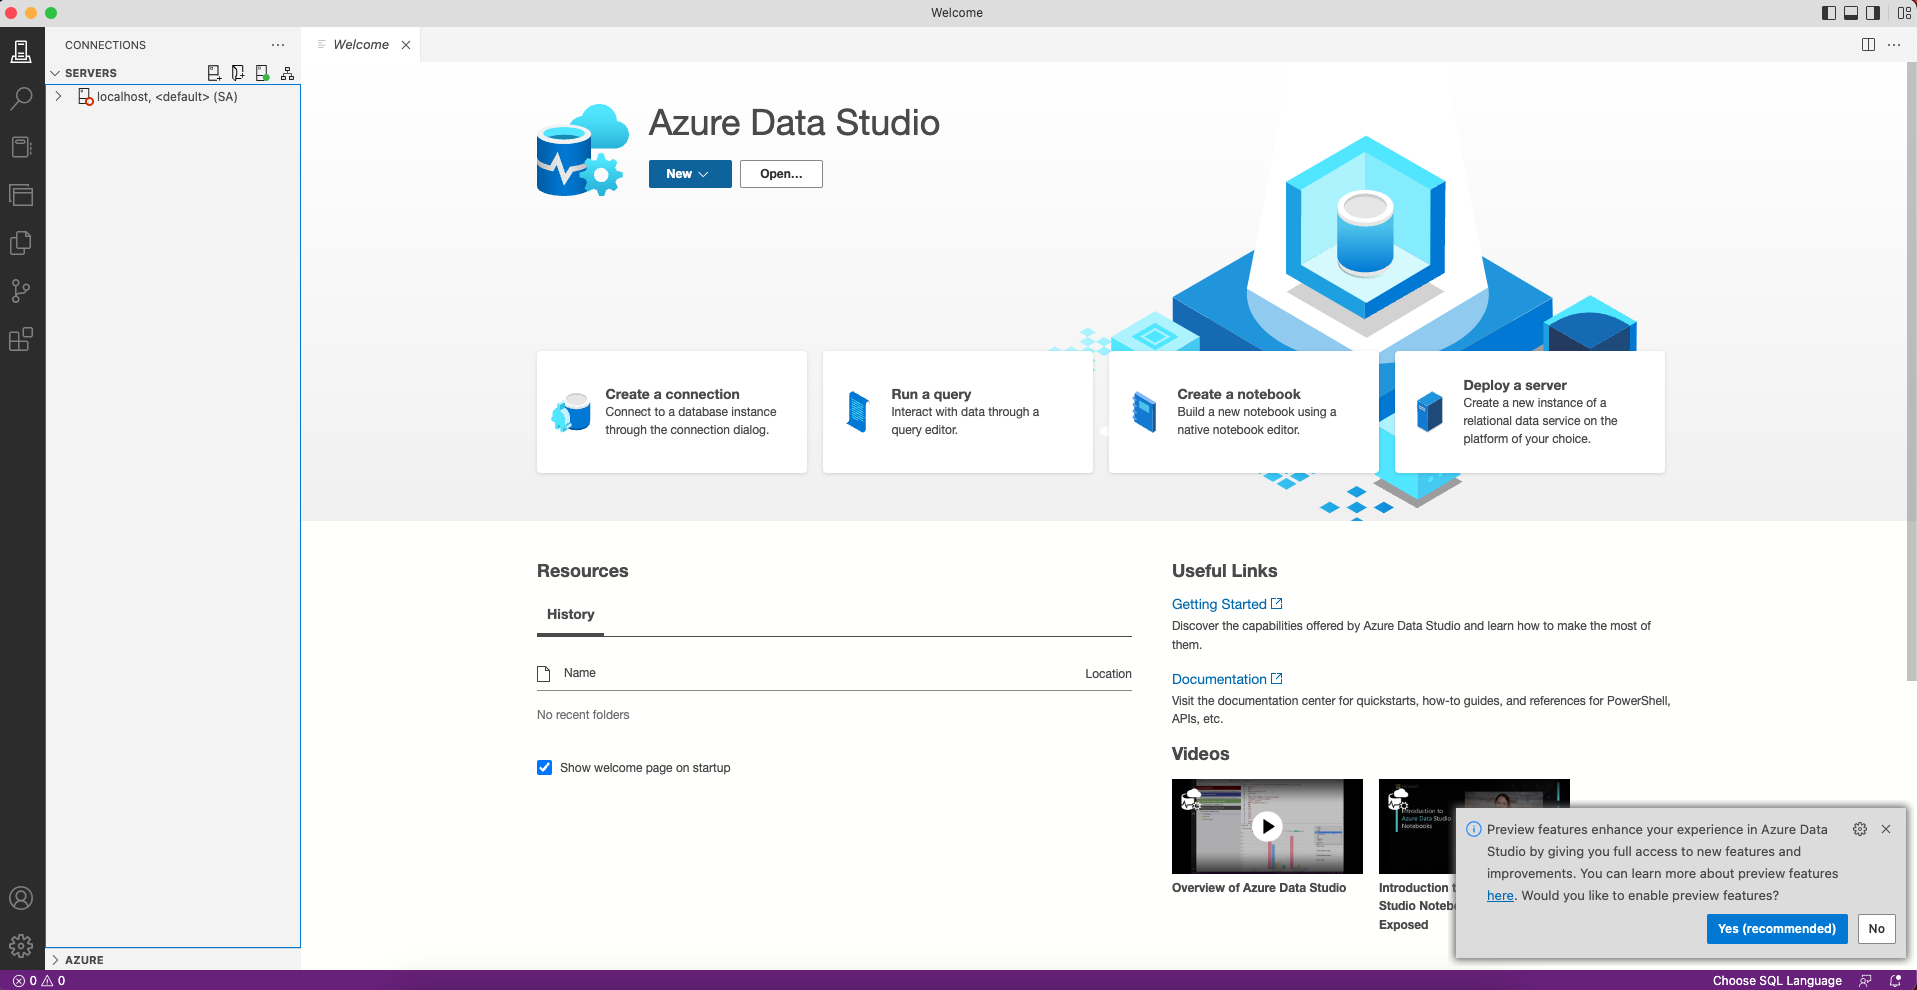 Welcome
CONNECTIONS
SERVERS
localhost, <default> (SA)
AZURE
Welcome
Azure Data Studio
New
Open...
Create a connection
Connect to a database instance
through the connection dialog.
Run a query
Interact with data through a
query editor.
Create a notebook
Build a new notebook using a
native notebook editor.
Deploy a server
Create a new instance of a
relational data service on the
platform of your choice.
Resources
History
Name Location
No recent folders
Show welcome page on startup
Useful Links
Getting Started
Discover the capabilities offered by Azure Data Studio and learn how to make the most of
them.
Documentation
Visit the documentation center for quickstarts, how-to guides, and references for PowerShell,
APIs, etc.
Videos
Overview of Azure Data Studio
Introduction to
Azure Data Studio
Notebooks
Introduction
Studio
Exposed
Preview features enhance your experience in Azure Data
Studio by giving you full access to new features and
improvements. You can learn more about preview features
here. Would you like to enable preview features?
Yes (recommended)
No
0 0
Choose SQL Language